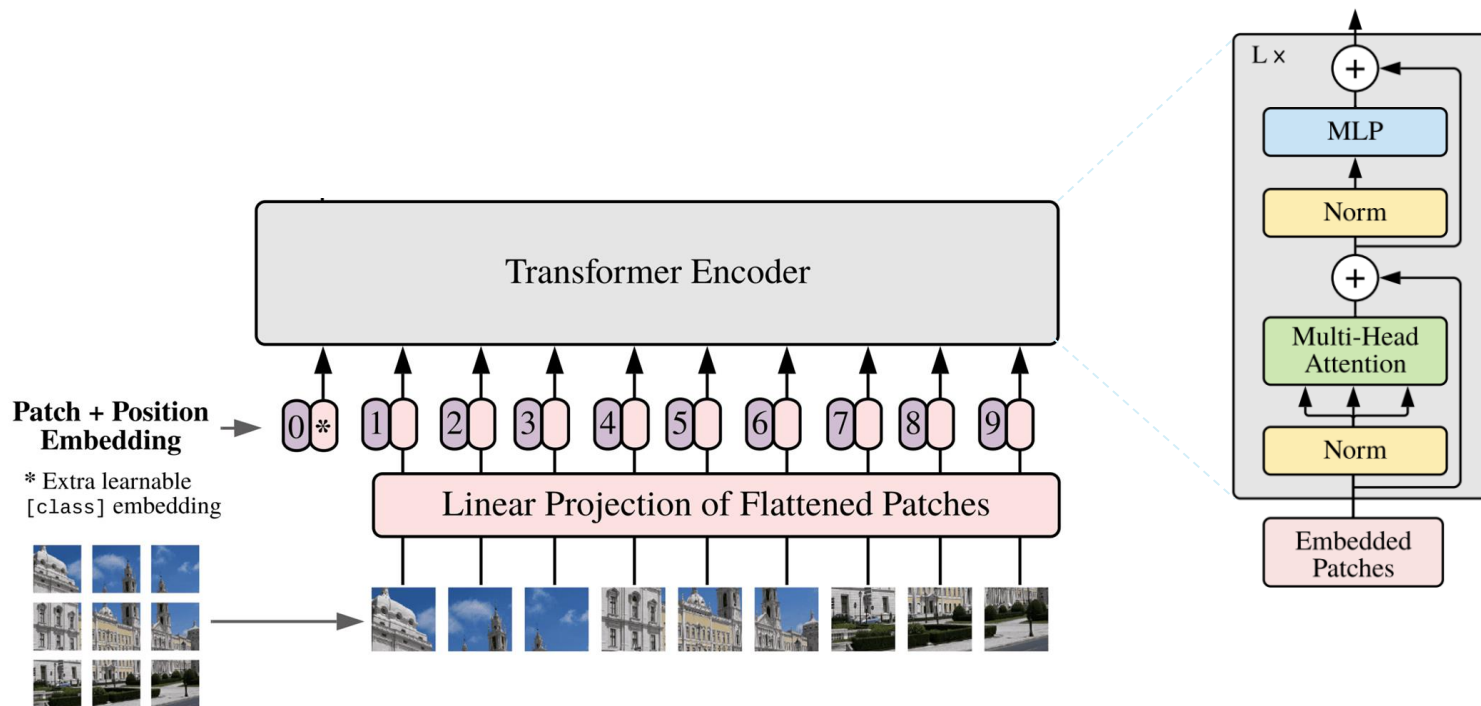 Transformer Encoder
Patch + Position
Embedding
* Extra learnable
[class] embedding
0 * 1 2 3 4 5 6 7 8 9
Linear Projection of Flattened Patches
L ×
+
MLP
Norm
+
Multi-Head
Attention
Norm
Embedded
Patches